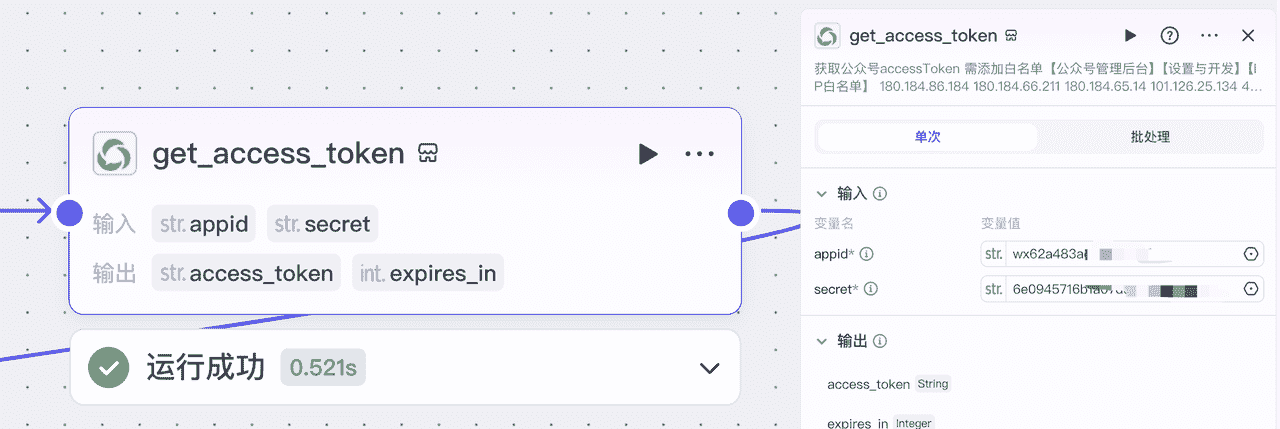 get_access_token
输入 str. appid str. secret
输出 str. access_token int. expires_in
运行成功 0.521s
get_access_token
获取公众号accessToken 需添加白名单【公众号管理后台】【设置与开发】【i
P白名单】 180.184.86.184 180.184.66.211 180.184.65.14 101.126.25.134 4...
单次 批处理
输入
变量名 变量值
appid* str. wx62a483a
secret* str. 6e0945716b
输出
access_token String
expires_in Integer